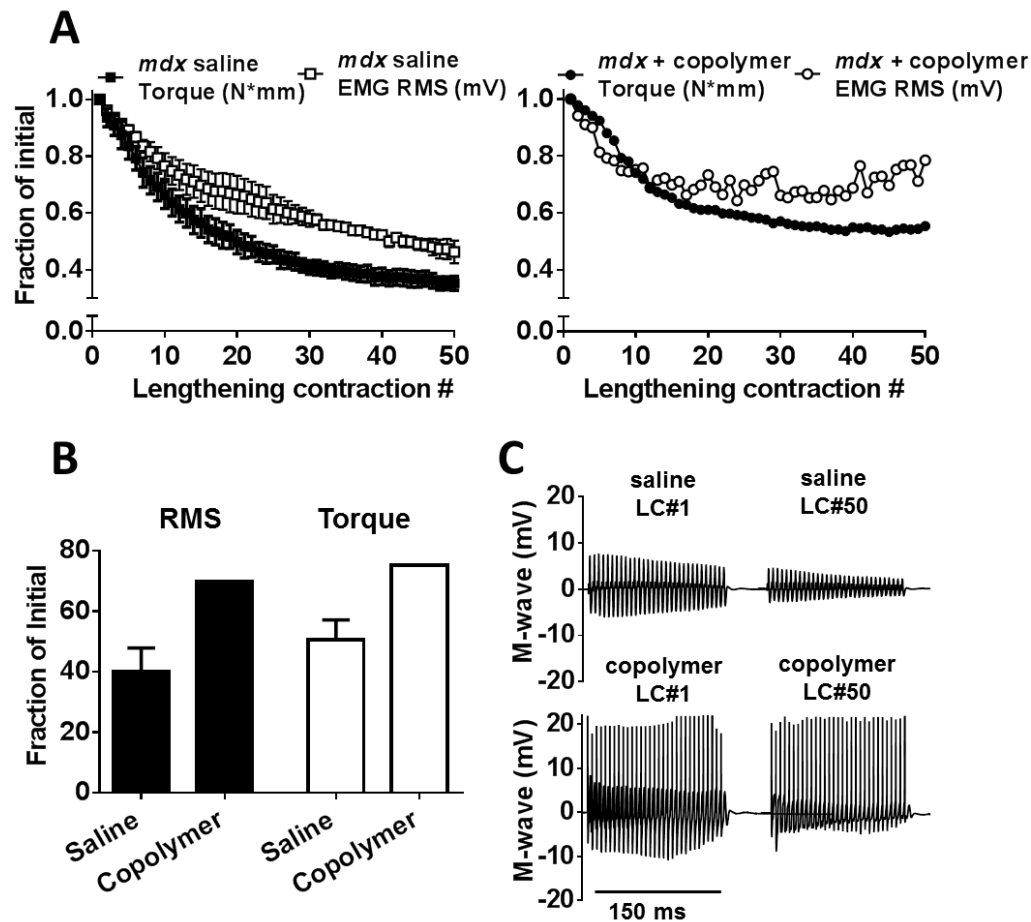 A
mdx saline
Torque (N*mm)
mdx saline
EMG RMS (mV)
mdx + copolymer
Torque (N*mm)
mdx + copolymer
EMG RMS (mV)
Fraction of initial
1.0
0.8
0.6
0.4
0.0
0 10 20 30 40 50
Lengthening contraction #
1.0
0.8
0.6
0.4
0.0
0 10 20 30 40 50
Lengthening contraction #
B
RMS Torque
Fraction of Initial
80
60
40
20
0
Saline
Copolymer
Saline
Copolymer
C
saline
LC#1
saline
LC#50
M-wave (mV)
20
10
0
-10
-20
copolymer
LC#1
copolymer
LC#50
M-wave (mV)
20
10
0
-10
-20
150 ms